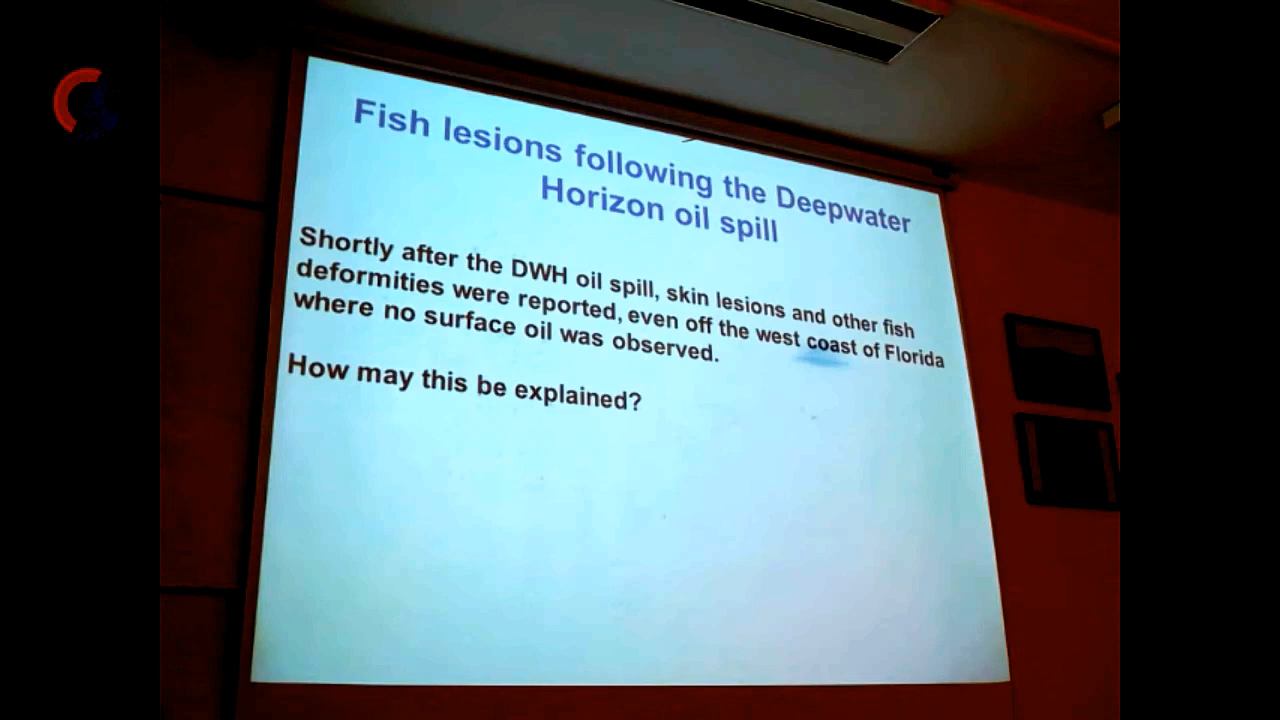 Fish lesions following the Deepwater
Horizon oil spill
Shortly after the DWH oil spill, skin lesions and other fish
deformities were reported, even off the west coast of Florida
where no surface oil was observed.
How may this be explained?